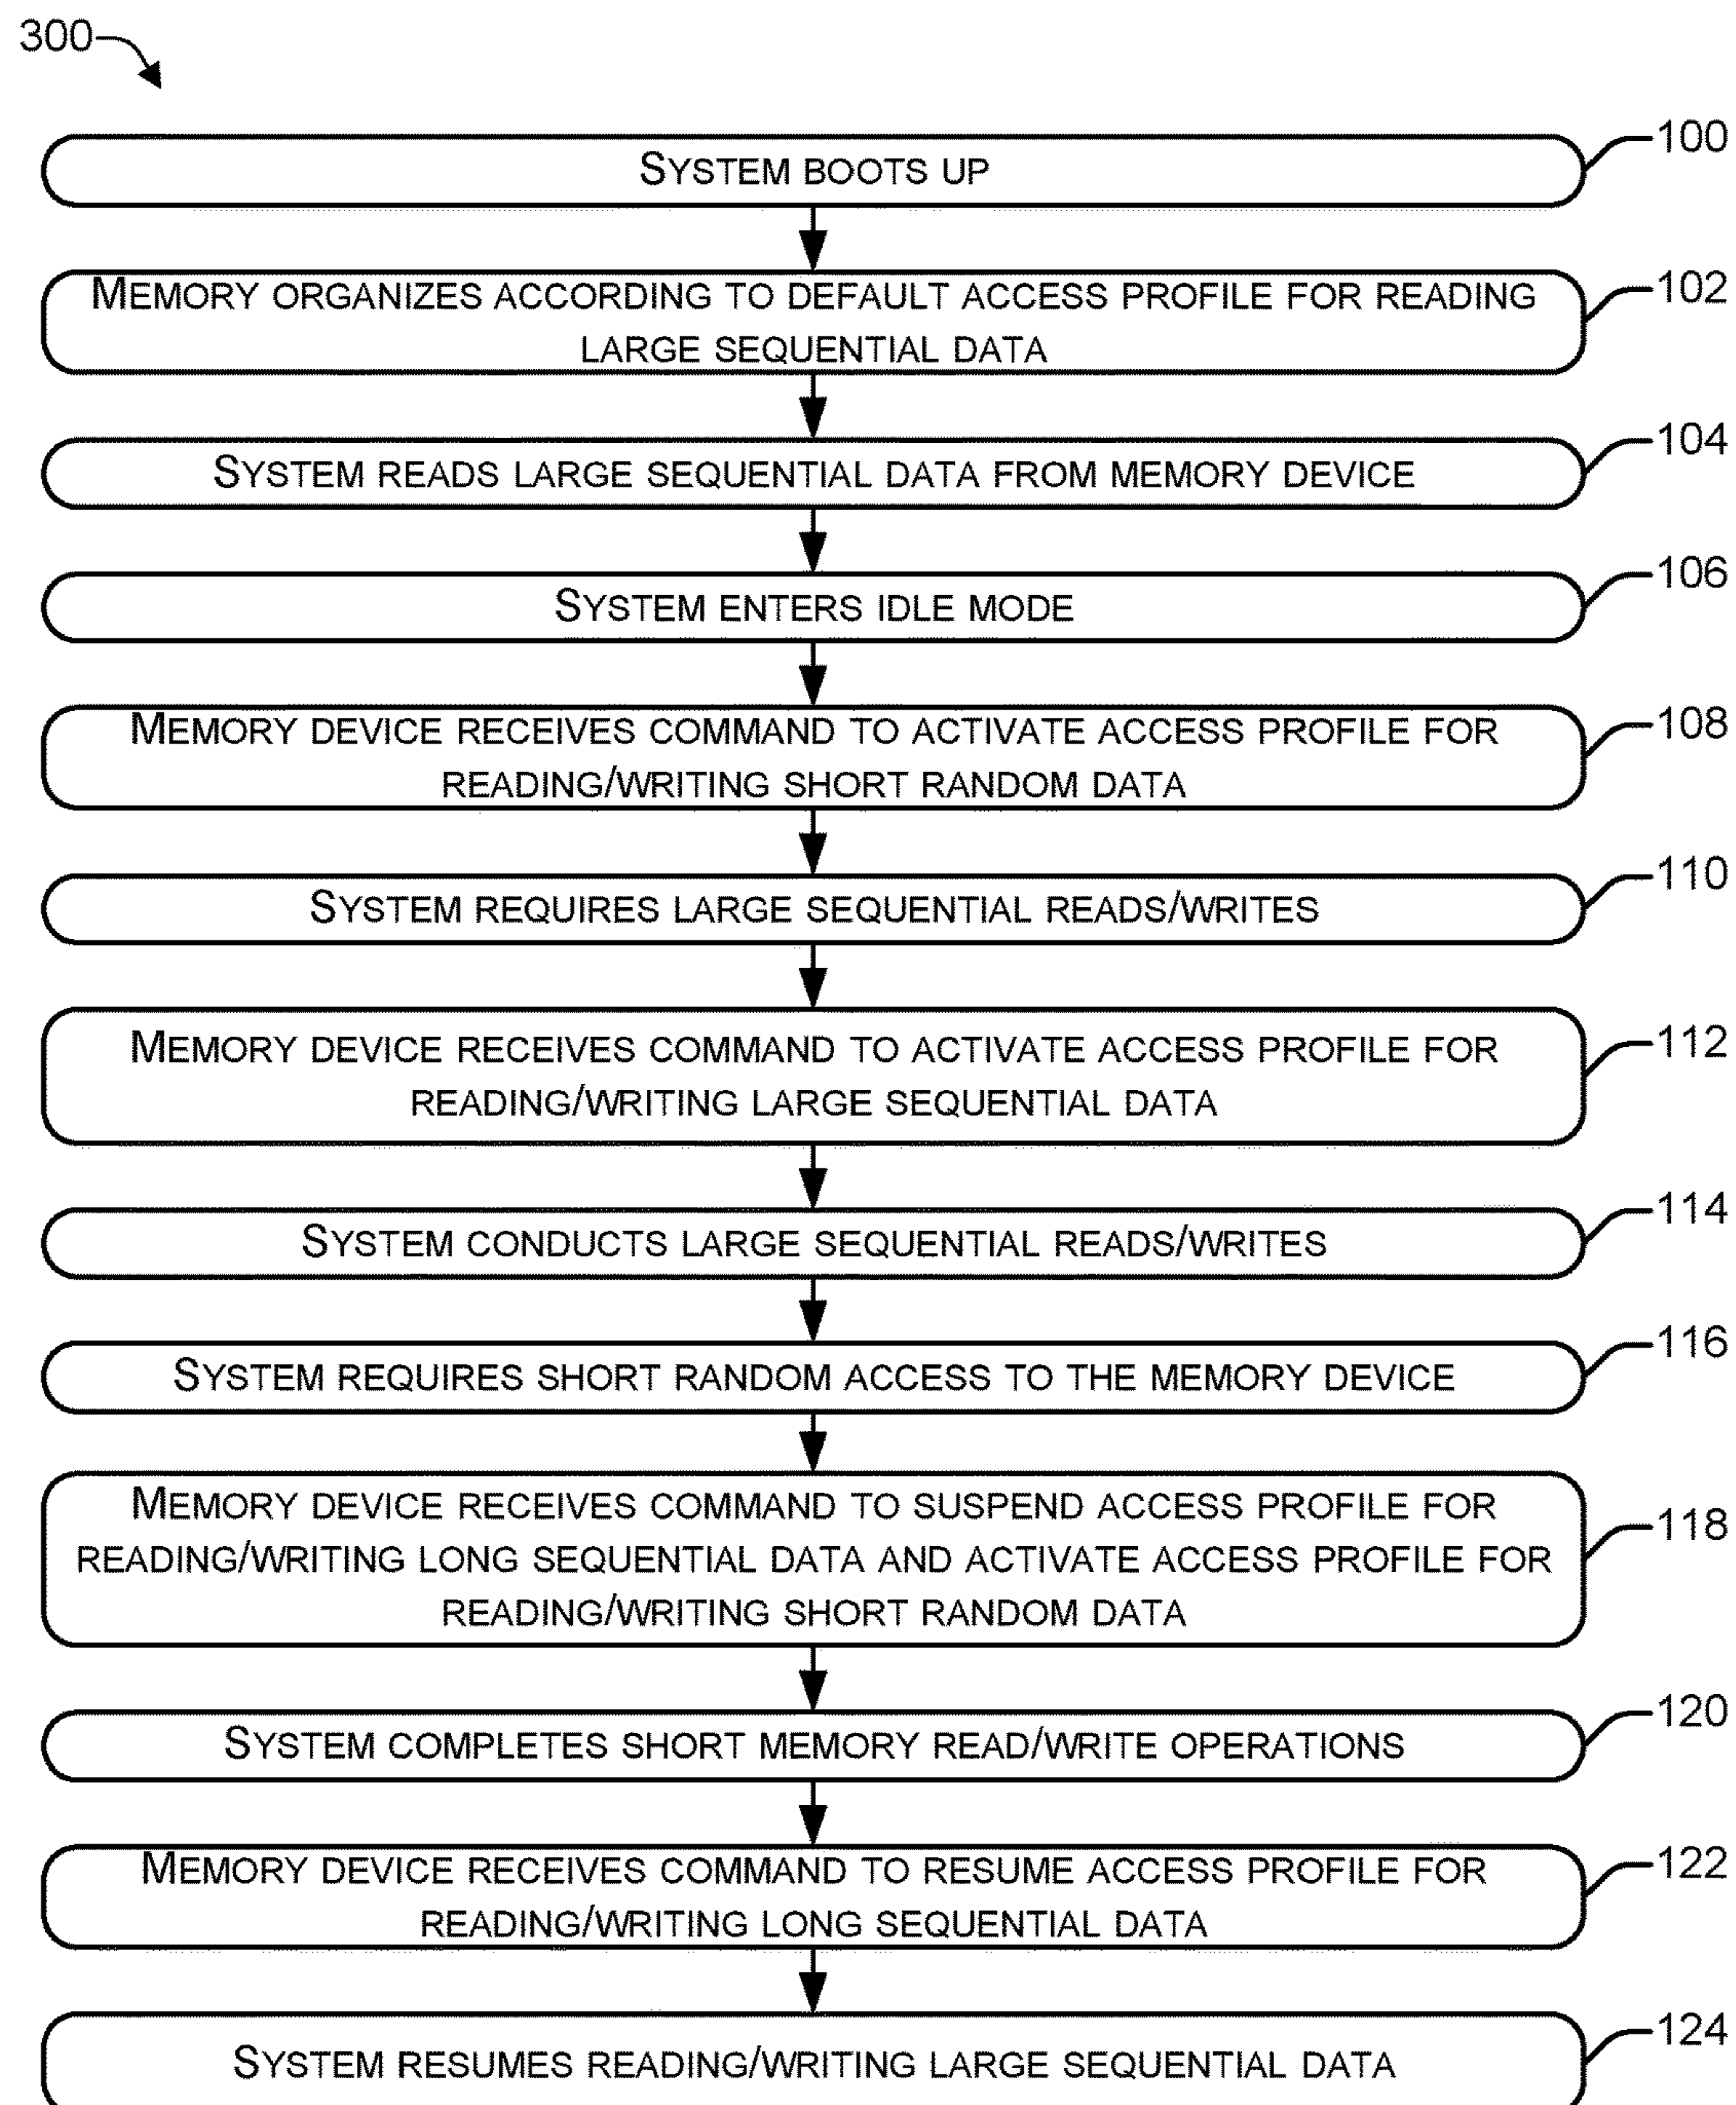 300
SYSTEM BOOTS UP
100
MEMORY ORGANIZES ACCORDING TO DEFAULT ACCESS PROFILE FOR READING
LARGE SEQUENTIAL DATA
102
SYSTEM READS LARGE SEQUENTIAL DATA FROM MEMORY DEVICE
104
SYSTEM ENTERS IDLE MODE
106
MEMORY DEVICE RECEIVES COMMAND TO ACTIVATE ACCESS PROFILE FOR
READING/WRITING SHORT RANDOM DATA
108
SYSTEM REQUIRES LARGE SEQUENTIAL READS/WRITES
110
MEMORY DEVICE RECEIVES COMMAND TO ACTIVATE ACCESS PROFILE FOR
READING/WRITING LARGE SEQUENTIAL DATA
112
SYSTEM CONDUCTS LARGE SEQUENTIAL READS/WRITES
114
SYSTEM REQUIRES SHORT RANDOM ACCESS TO THE MEMORY DEVICE
116
MEMORY DEVICE RECEIVES COMMAND TO SUSPEND ACCESS PROFILE FOR
READING/WRITING LONG SEQUENTIAL DATA AND ACTIVATE ACCESS PROFILE FOR
READING/WRITING SHORT RANDOM DATA
118
SYSTEM COMPLETES SHORT MEMORY READ/WRITE OPERATIONS
120
MEMORY DEVICE RECEIVES COMMAND TO RESUME ACCESS PROFILE FOR
READING/WRITING LONG SEQUENTIAL DATA
122
SYSTEM RESUMES READING/WRITING LARGE SEQUENTIAL DATA
124